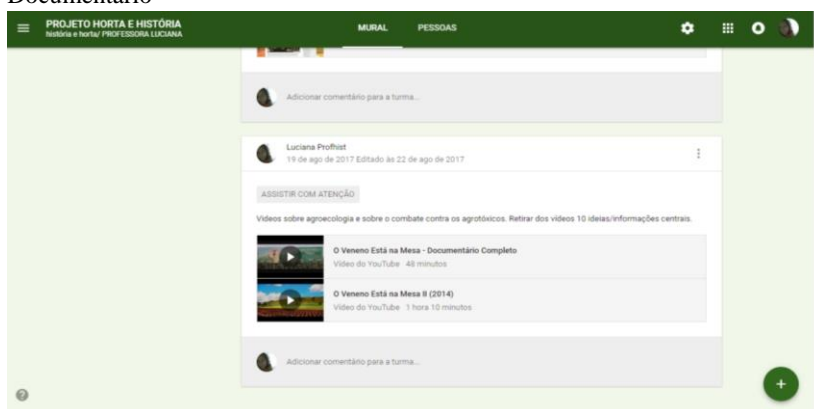 Documentário
PROJETO HORTA E HISTÓRIA
história e horta/ PROFESSORA LUCIANA
MURAL PESSOAS
Adicionar comentário para a turma...
Luciana Profhist
19 de ago de 2017 Editado às 22 de ago de 2017
ASSISTIR COM ATENÇÃO
Vídeos sobre agroecologia e sobre o combate contra os agrotóxicos. Retirar dos vídeos 10 ideias/informações centrais.
O Veneno Está na Mesa - Documentário Completo
Vídeo do YouTube 48 minutos
O Veneno Está na Mesa II (2014)
Vídeo do YouTube 1 hora 10 minutos
Adicionar comentário para a turma...